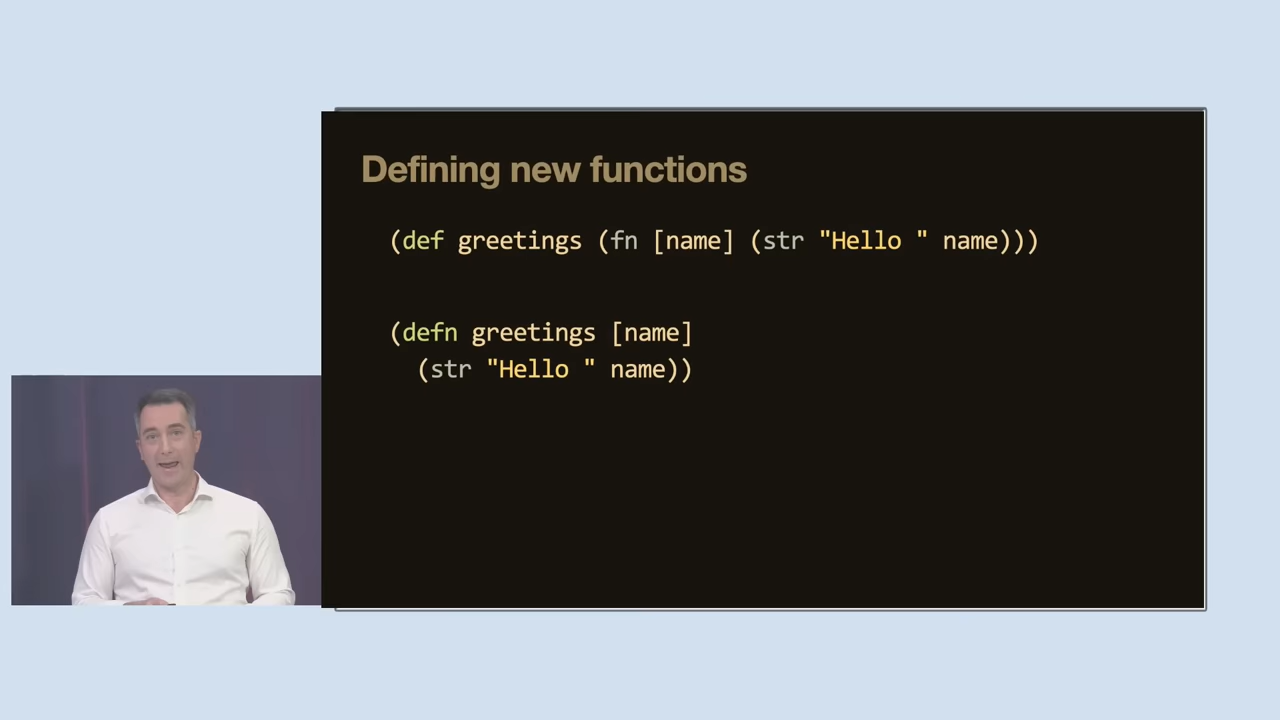 Defining new functions
(def greetings (fn [name] (str "Hello " name)))
(defn greetings [name]
(str "Hello " name))